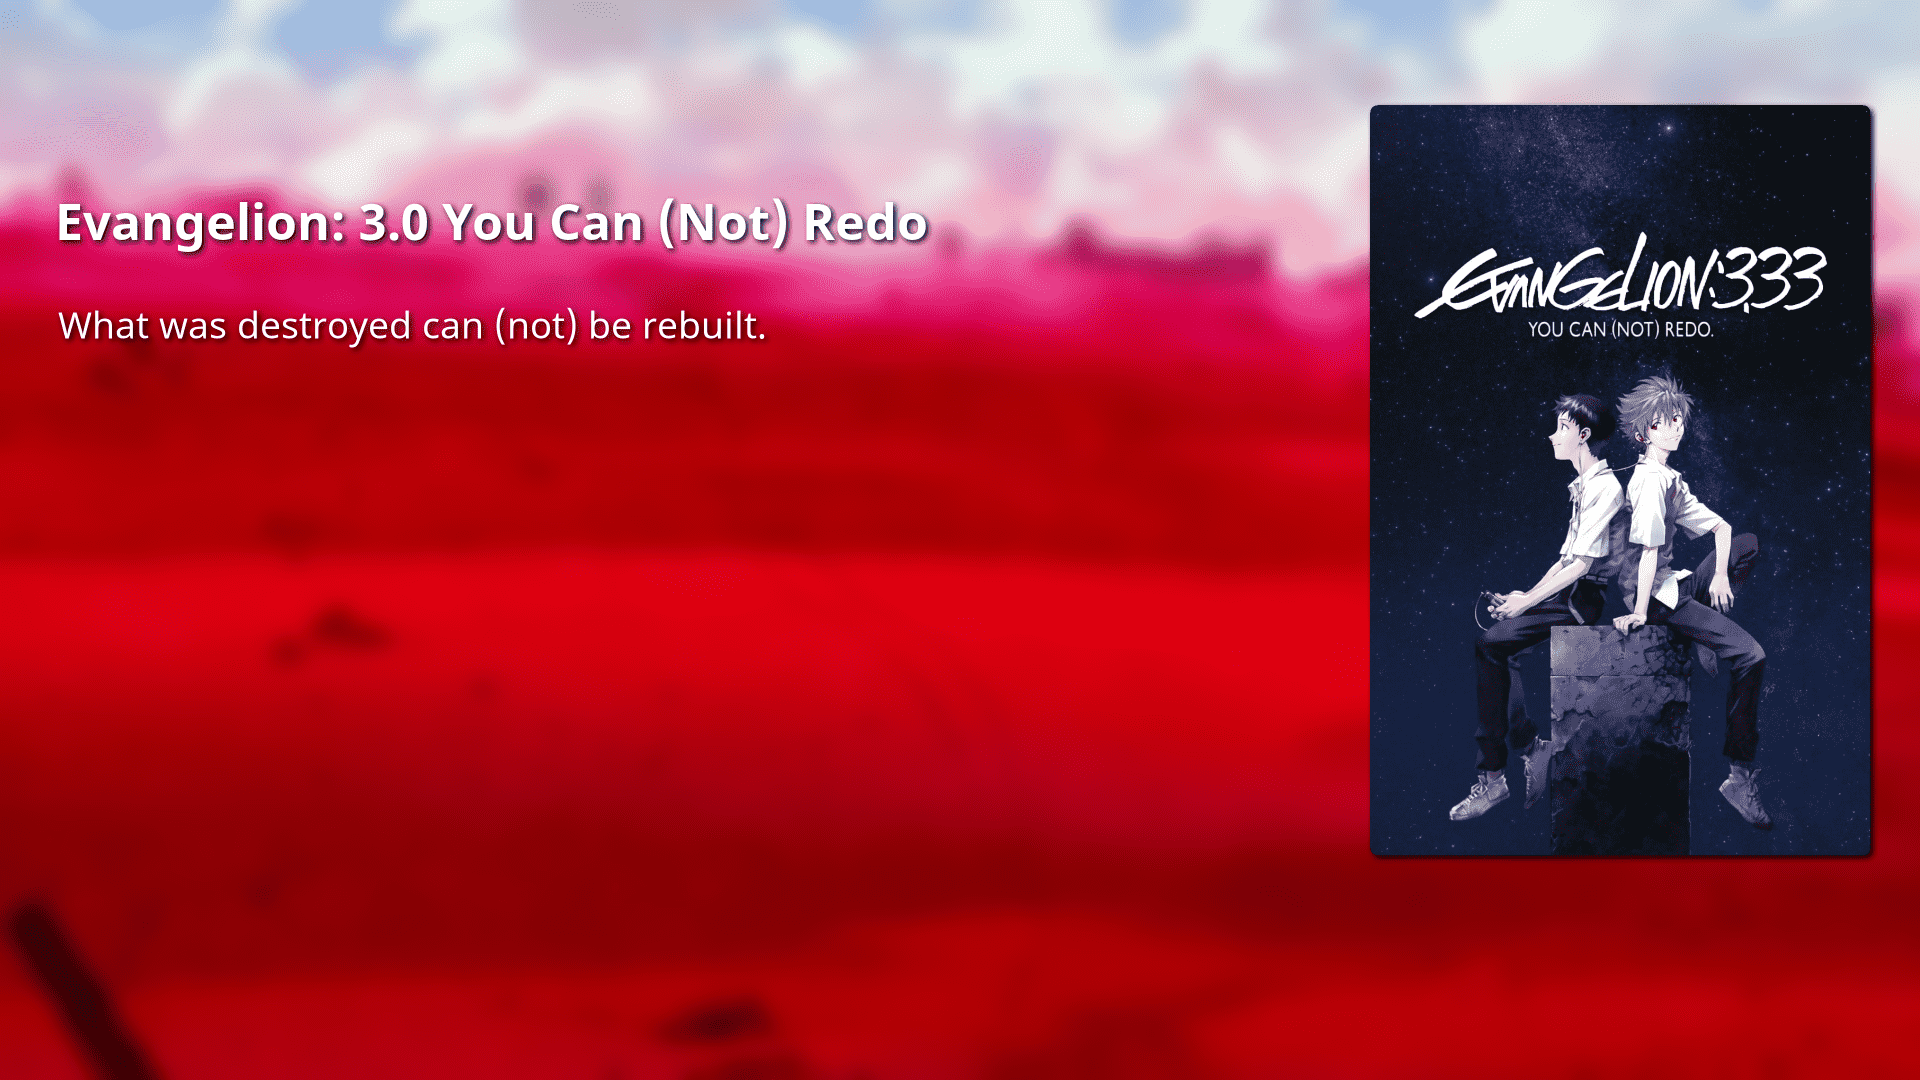 Evangelion: 3.0 You Can (Not) Redo
What was destroyed can (not) be rebuilt.
EVANGELION:3.33
YOU CAN (NOT) REDO.